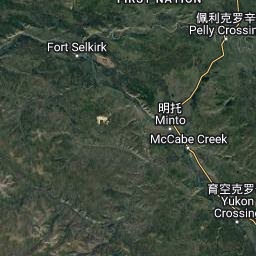 FIRST NATION
佩利克罗辛
Pelly Crossin
Fort Selkirk
明托
Minto
McCabe Creek
育空克罗
Yukon
Crossing